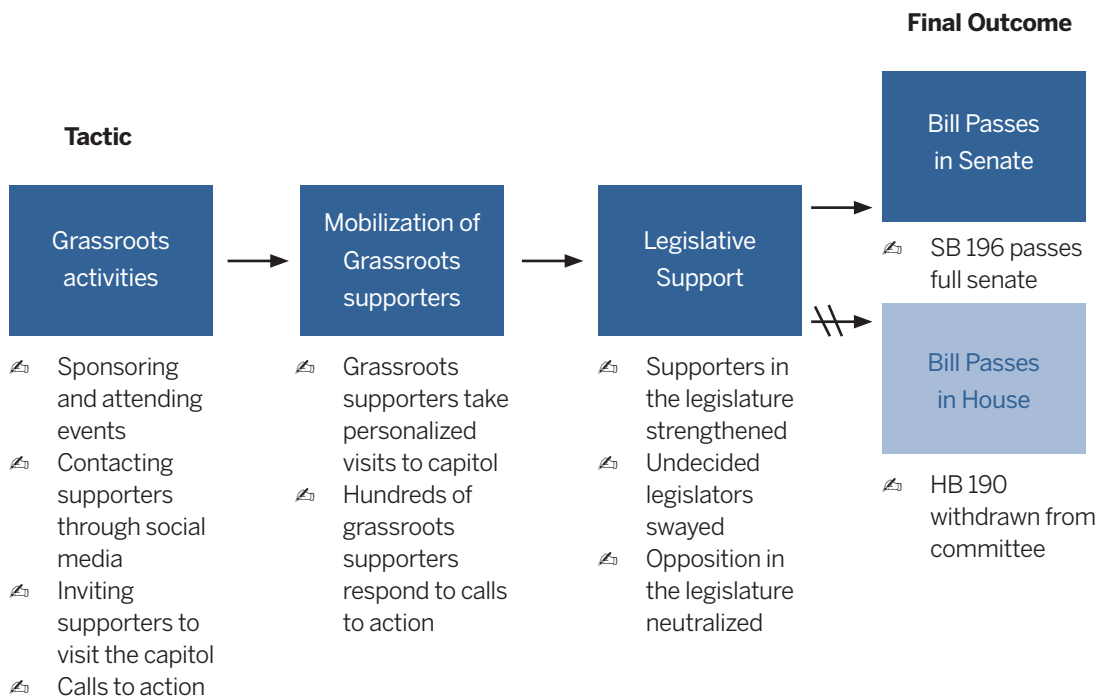 Final Outcome
Tactic
Grassroots
activities
Mobilization of
Grassroots
supporters
Legislative
Support
Bill Passes
in Senate
✍ SB 196 passes
full senate
Bill Passes
in House
✍ HB 190
withdrawn from
committee
✍ Sponsoring
and attending
events
✍ Contacting
supporters
through social
media
✍ Inviting
supporters to
visit the capitol
✍ Calls to action
✍ Grassroots
supporters take
personalized
visits to capitol
✍ Hundreds of
grassroots
supporters
respond to calls
to action
✍ Supporters in
the legislature
strengthened
✍ Undecided
legislators
swayed
✍ Opposition in
the legislature
neutralized